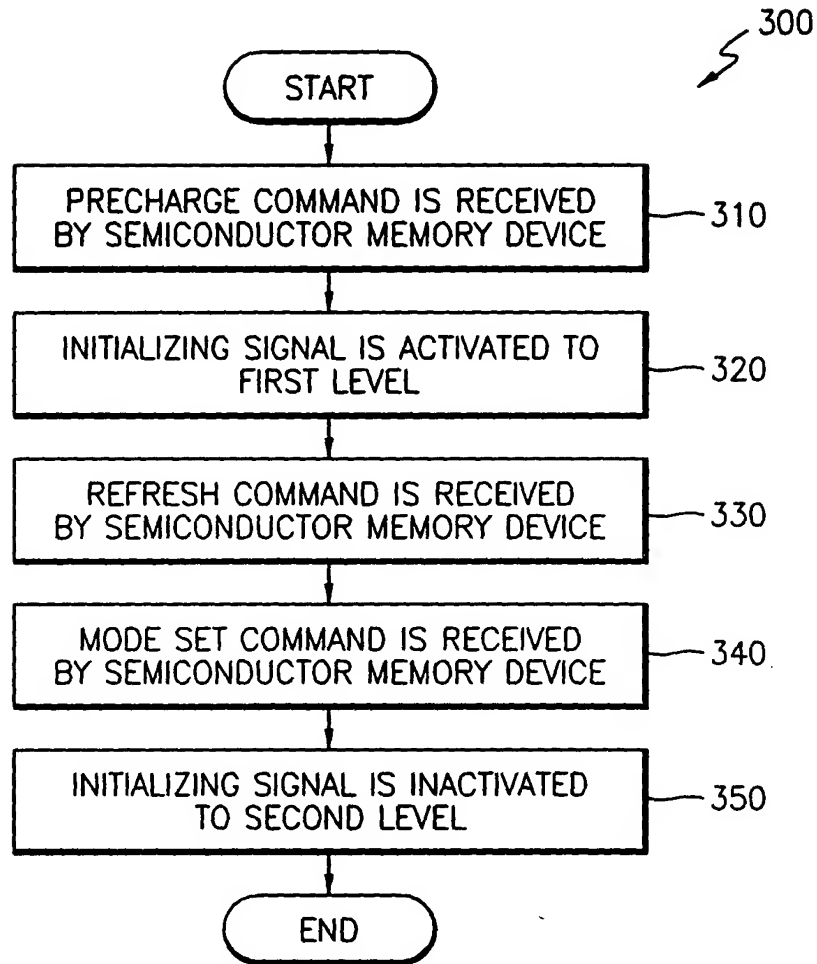 300
START
PRECHARGE COMMAND IS RECEIVED
BY SEMICONDUCTOR MEMORY DEVICE
310
INITIALIZING SIGNAL IS ACTIVATED TO
FIRST LEVEL
320
REFRESH COMMAND IS RECEIVED
BY SEMICONDUCTOR MEMORY DEVICE
330
MODE SET COMMAND IS RECEIVED
BY SEMICONDUCTOR MEMORY DEVICE
340
INITIALIZING SIGNAL IS INACTIVATED
TO SECOND LEVEL
350
END